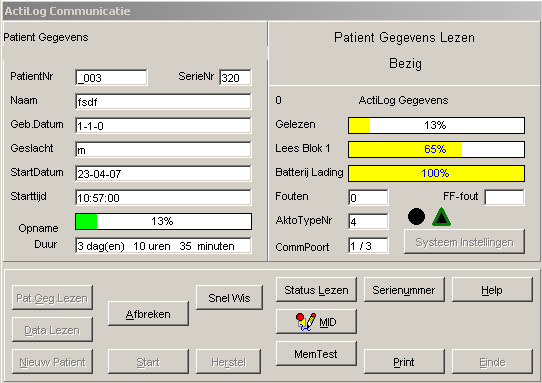 ActiLog Communicatie
Patient Gegevens
PatientNr _003 SerieNr 320
Naam fsdf
Geb.Datum 1-1-0
Geslacht m
StartDatum 23-04-07
Starttijd 10:57:00
Opname 13%
Duur 3 dag(en) 10 uren 35 minuten
Patient Gegevens Lezen
Bezig
0 ActiLog Gegevens
Gelezen 13%
Lees Blok 1 65%
Batterij Lading 100%
Fouten 0 FF-fout
AktoTypeNr 4
CommPoort 1 / 3 Systeem Instellingen
Pat.Geg.Lezen
Data Lezen
Nieuw Patient
Afbreken
Start
Snel Wis
Herstel
Status Lezen
MID
MemTest
Serienummer
Print
Help
Einde